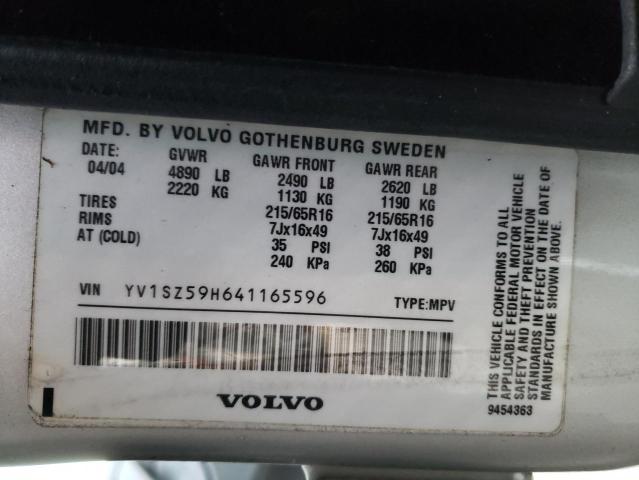 MFD. BY VOLVO GOTHENBURG SWEDEN
DATE: GVWR GAWR FRONT GAWR REAR
04/04 4890 LB 2490 LB 2620 LB
2220 KG 1130 KG 1190 KG
TIRES 215/65R16 215/65R16
RIMS 7Jx16x49 7Jx16x49
AT (COLD) 35 PSI 38 PSI
240 KPa 260 KPa
VIN YV1SZ59H641165596 TYPE:MPV
VOLVO
THIS VEHICLE CONFORMS TO ALL
APPLICABLE FEDERAL MOTOR VEHICLE
SAFETY AND THEFT PREVENTION
STANDARDS IN EFFECT ON THE DATE OF
MANUFACTURE SHOWN ABOVE.
9454363